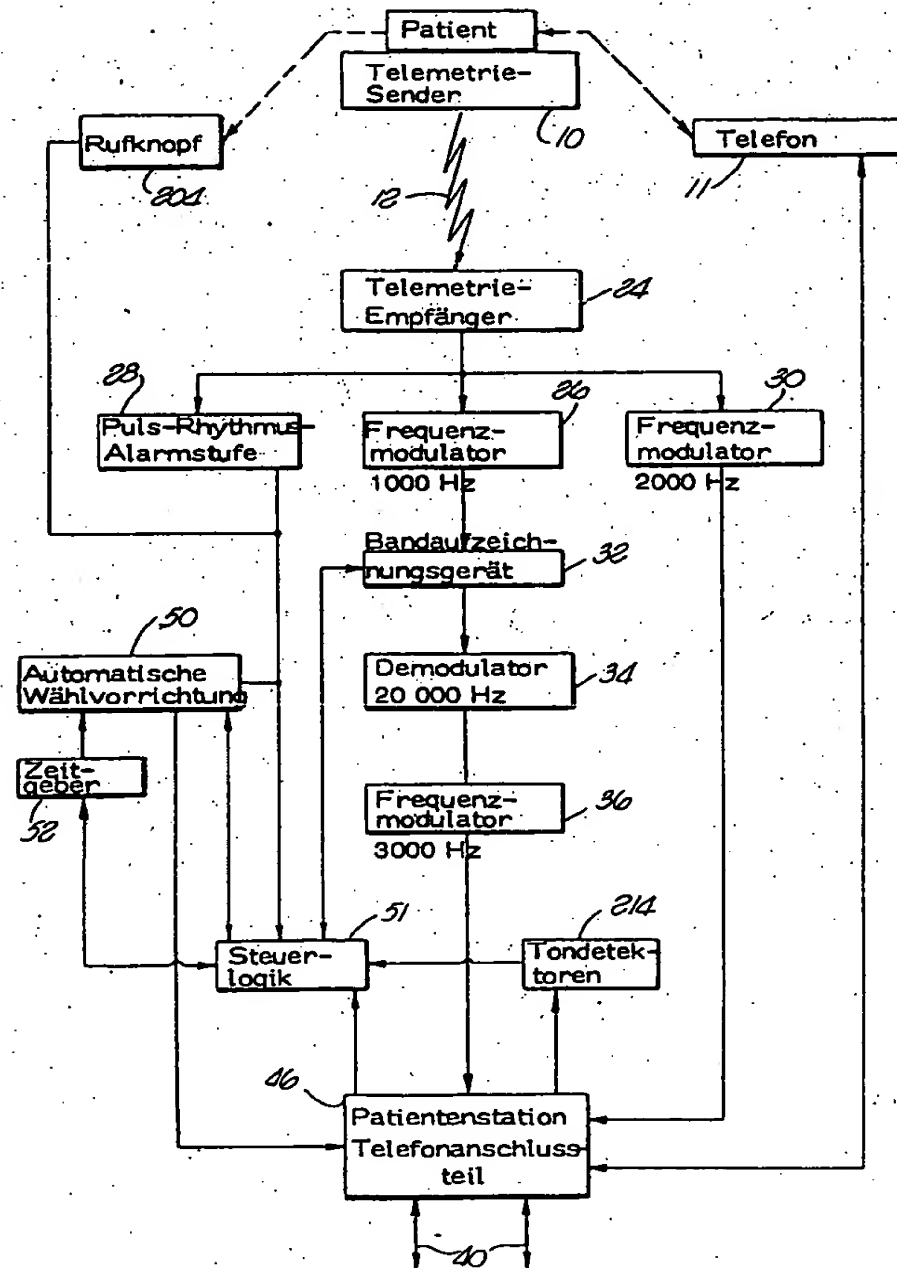 Patient
Telemetrie-
Sender
10
Rufknopf
204
Telefon
11
12
Telemetrie-
Empfänger
24
28
Puls-Rhythmus-
Alarmstufe
26
Frequenz-
modulator
1000 Hz
30
Frequenz-
modulator
2000 Hz
Bandaufzeich-
nungsgerät
32
50
Automatische
Wählvorrichtung
Demodulator
20 000 Hz
34
Zeit-
geber
52
Frequenz-
modulator
3000 Hz
36
51
Steuer-
logik
214
Tondetek-
toren
46
Patientenstation
Telefonanschluss-
teil
40